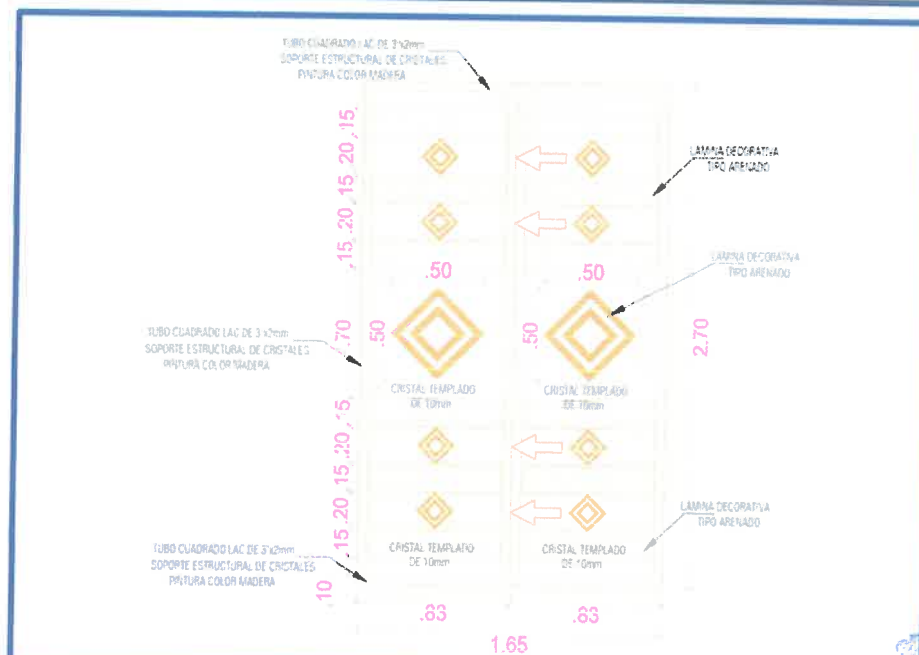 TUBO CUADRADO LAC DE 3"x2mm
SOPORTE ESTRUCTURAL DE CRISTALES
PINTURA COLOR MADERA
LAMINA DECORATIVA
TIPO ARENADO
.15 .20 .15 .20 .15
.50
.50
LAMINA DECORATIVA
TIPO ARENADO
TUBO CUADRADO LAC DE 3"x2mm
SOPORTE ESTRUCTURAL DE CRISTALES
PINTURA COLOR MADERA
.70
.50
.50
2.70
CRISTAL TEMPLADO
DE 10mm
CRISTAL TEMPLADO
DE 10mm
.15 .20 .15 .20 .15
LAMINA DECORATIVA
TIPO ARENADO
CRISTAL TEMPLADO
DE 10mm
CRISTAL TEMPLADO
DE 10mm
TUBO CUADRADO LAC DE 3"x2mm
SOPORTE ESTRUCTURAL DE CRISTALES
PINTURA COLOR MADERA
.10
.83
.83
1.65